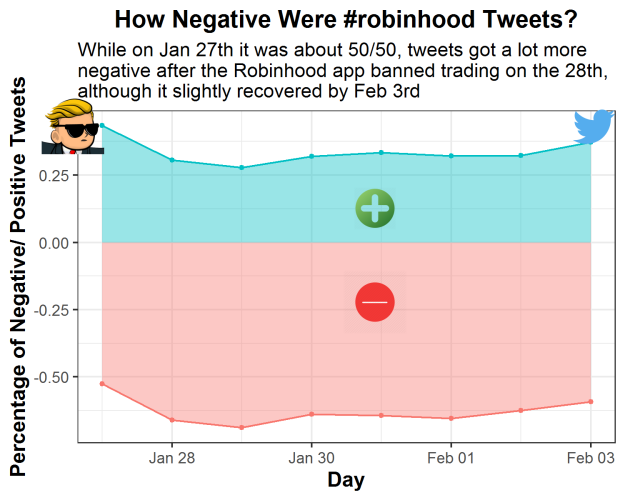 How Negative Were #robinhood Tweets?
While on Jan 27th it was about 50/50, tweets got a lot more
negative after the Robinhood app banned trading on the 28th,
although it slightly recovered by Feb 3rd
Percentage of Negative/ Positive Tweets
0.25
0.00
-0.25
-0.50
Jan 28
Jan 30
Feb 01
Feb 03
Day